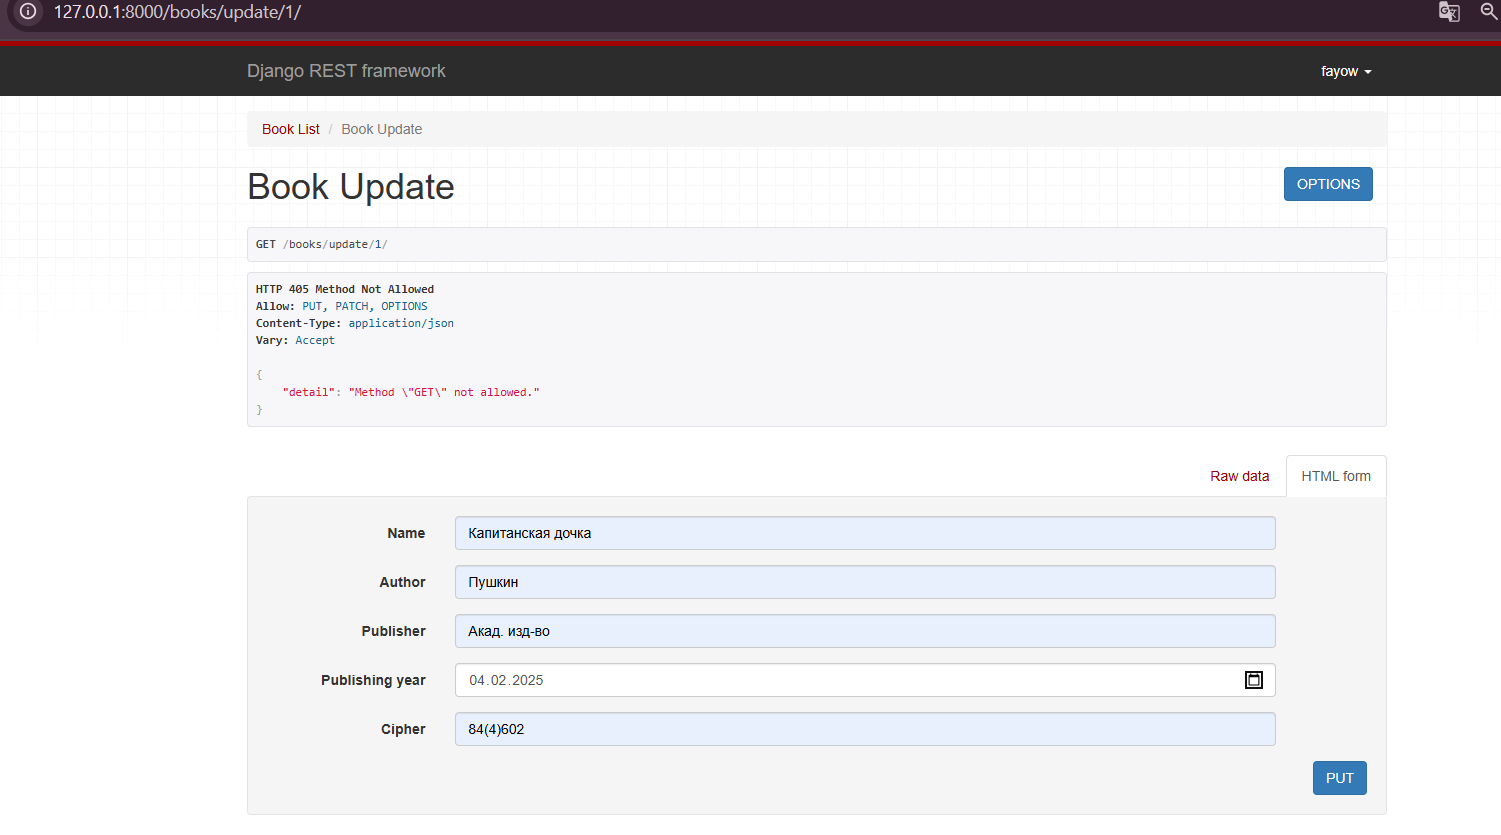 127.0.0.1:8000/books/update/1/
Django REST framework
fayow
Book List / Book Update
Book Update
OPTIONS
GET /books/update/1/
HTTP 405 Method Not Allowed
Allow: PUT, PATCH, OPTIONS
Content-Type: application/json
Vary: Accept
{
    "detail": "Method \"GET\" not allowed."
}
Raw data
HTML form
Name
Капитанская дочка
Author
Пушкин
Publisher
Акад. изд-во
Publishing year
04.02.2025
Cipher
84(4)602
PUT